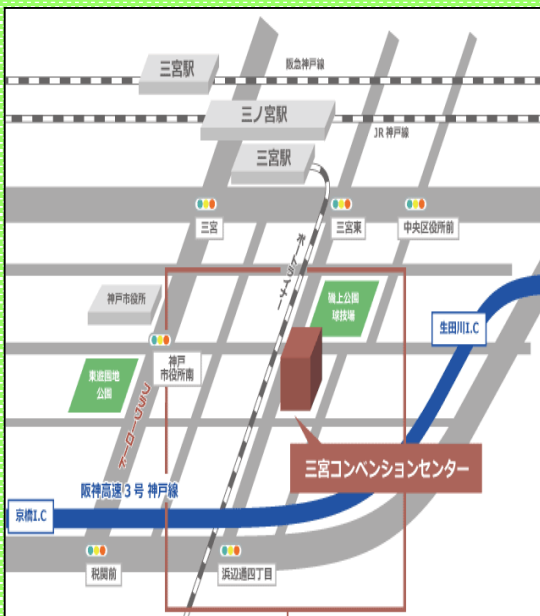 三宮駅
阪急神戸線
三ノ宮駅
JR 神戸線
三宮駅
三宮
三宮東
中央区役所前
ポートライナー
神戸市役所
磯上公園
球技場
生田川I.C
神戸
市役所南
東遊園地
公園
フラワーロード
三宮コンベンションセンター
阪神高速 3 号 神戸線
京橋I.C
税関前
浜辺通四丁目